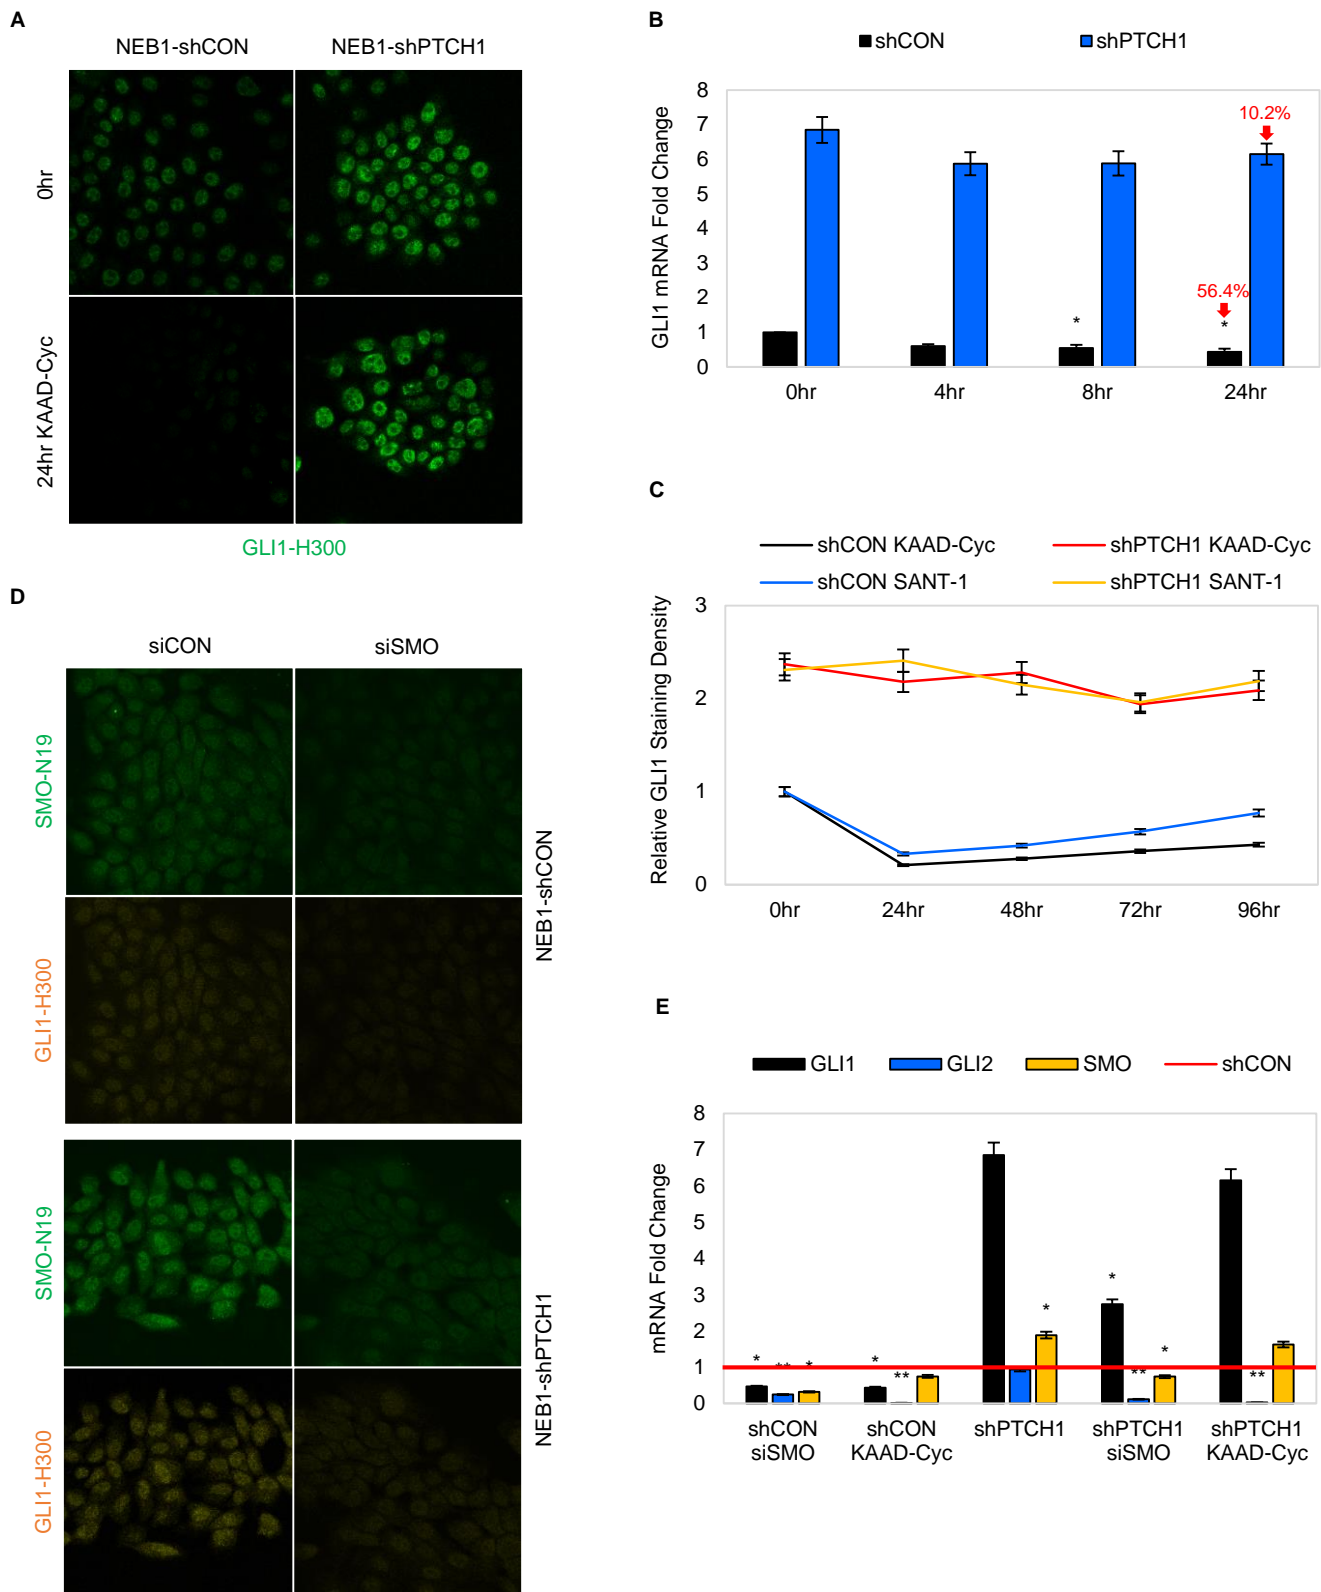 A
NEB1-shCON NEB1-shPTCH1
0hr
24hr KAAD-Cyc
GLI1-H300
B
shCON shPTCH1
GLI1 mRNA Fold Change
8
7
6
5
4
3
2
1
0
10.2%
56.4%
*
*
0hr 4hr 8hr 24hr
C
shCON KAAD-Cyc shPTCH1 KAAD-Cyc
shCON SANT-1 shPTCH1 SANT-1
Relative GLI1 Staining Density
3
2
1
0
0hr 24hr 48hr 72hr 96hr
D
siCON siSMO
SMO-N19
GLI1-H300
NEB1-shCON
SMO-N19
GLI1-H300
NEB1-shPTCH1
E
GLI1 GLI2 SMO shCON
mRNA Fold Change
8
7
6
5
4
3
2
1
0
* ** * * ** * * ** * **
shCON siSMO
shCON KAAD-Cyc
shPTCH1
shPTCH1 siSMO
shPTCH1 KAAD-Cyc